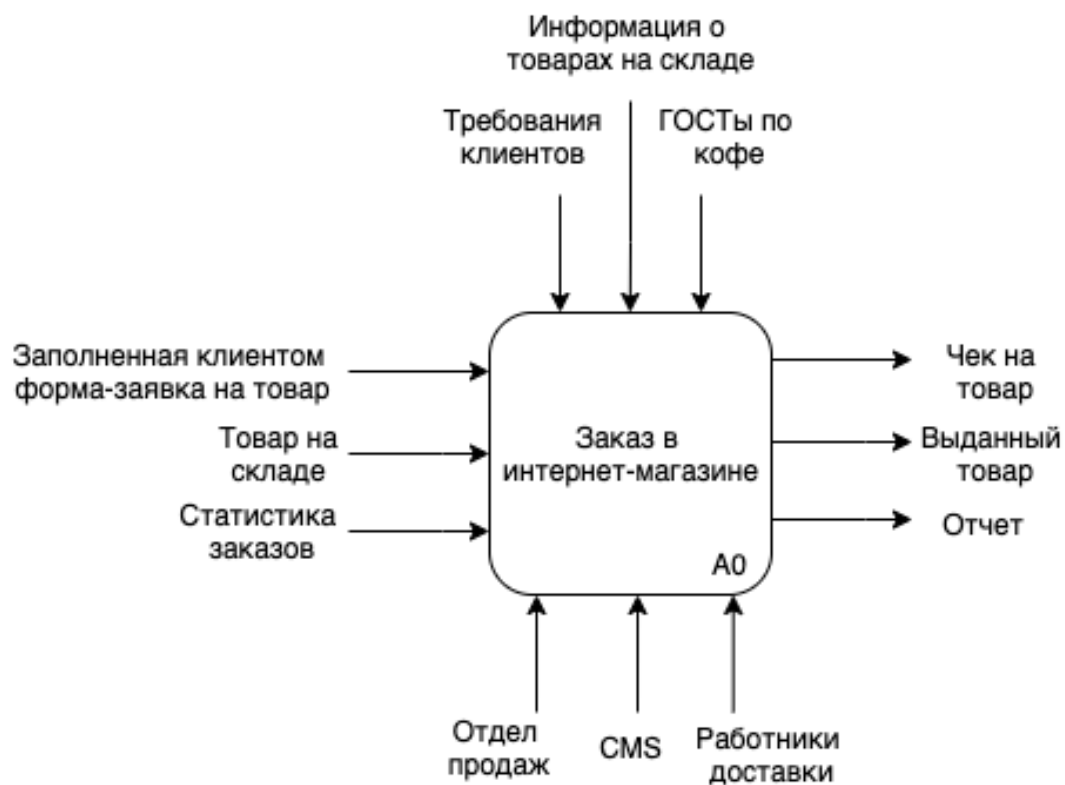 Информация о
товарах на складе
Требования
клиентов
ГОСТы по
кофе
Заполненная клиентом
форма-заявка на товар
Товар на
складе
Статистика
заказов
Заказ в
интернет-магазине
A0
Чек на
товар
Выданный
товар
Отчет
Отдел
продаж
CMS
Работники
доставки